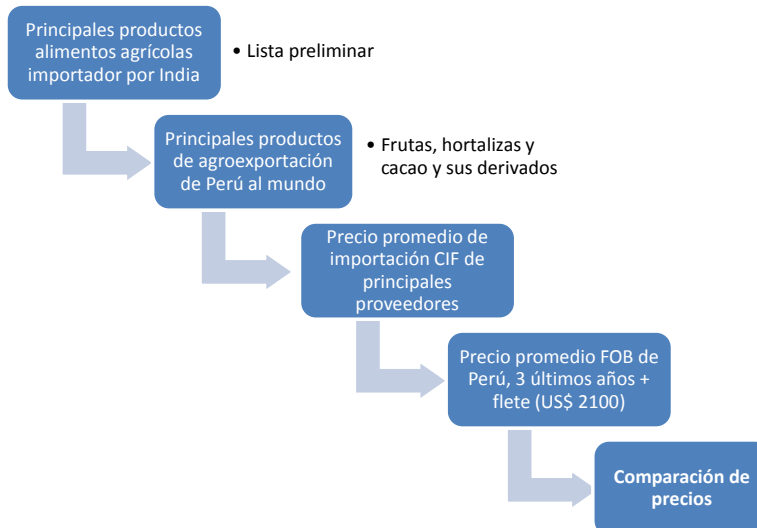 Principales productos
alimentos agrícolas
importador por India
• Lista preliminar
Principales productos
de agroexportación
de Perú al mundo
• Frutas, hortalizas y
cacao y sus derivados
Precio promedio de
importación CIF de
principales
proveedores
Precio promedio FOB de
Perú, 3 últimos años +
flete (US$ 2100)
Comparación de
precios